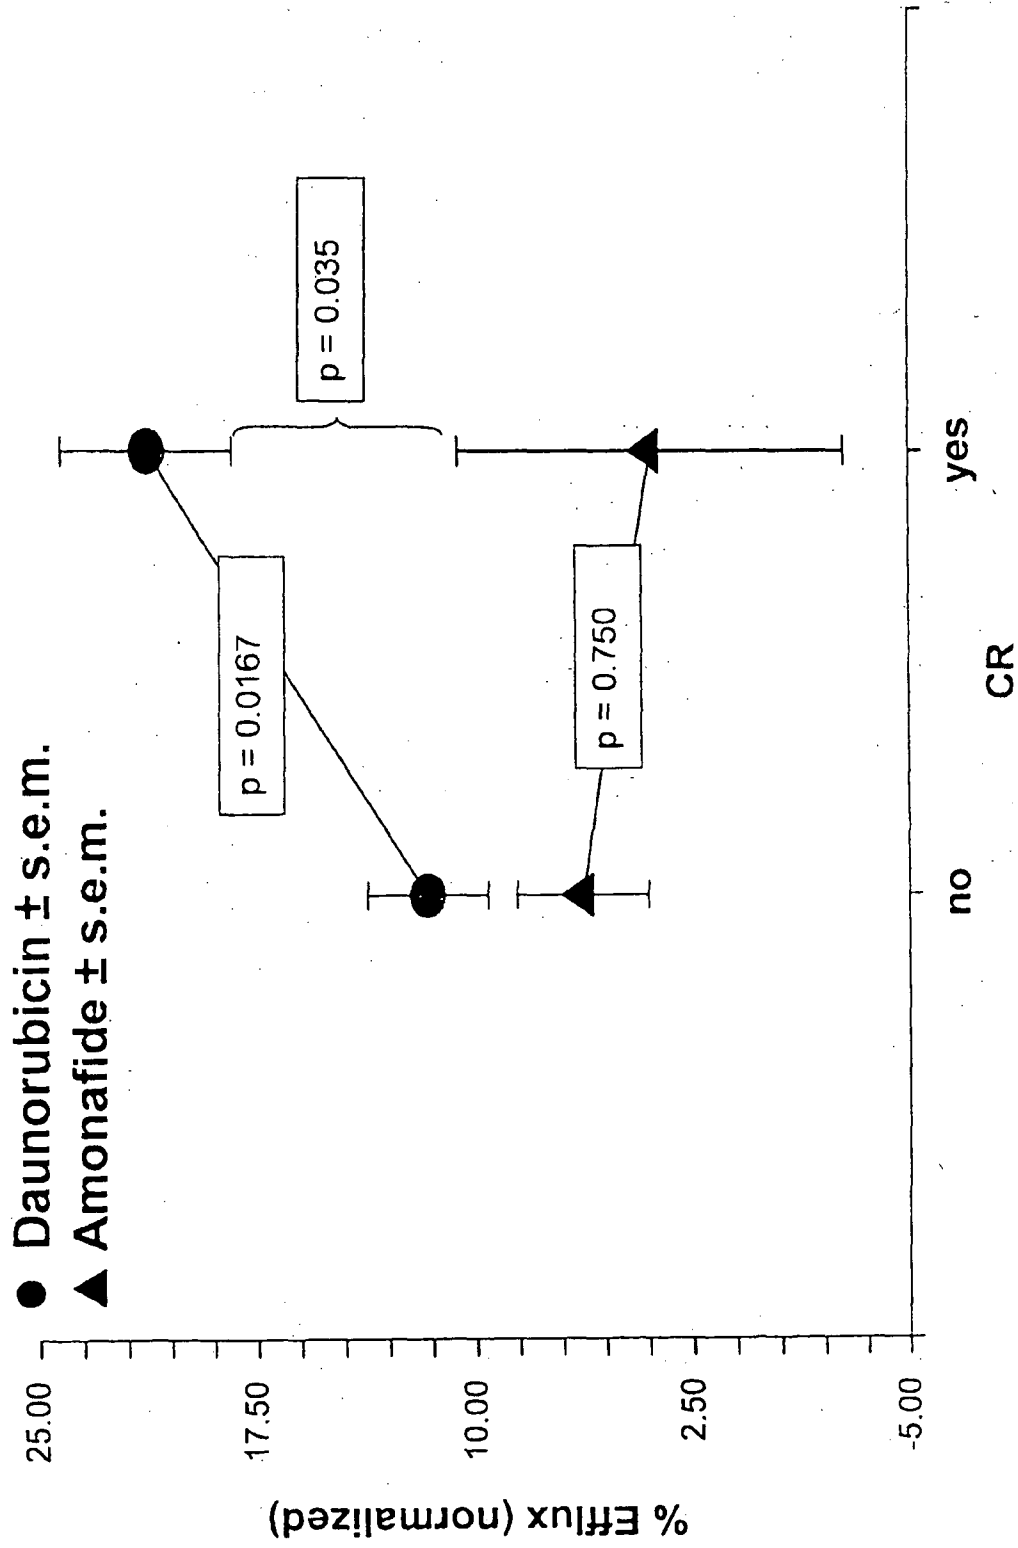 ● Daunorubicin ± s.e.m.
▲ Amonafide ± s.e.m.
% Efflux (normalized)
25.00
17.50
10.00
2.50
-5.00
p = 0.0167
p = 0.035
p = 0.750
no
yes
CR